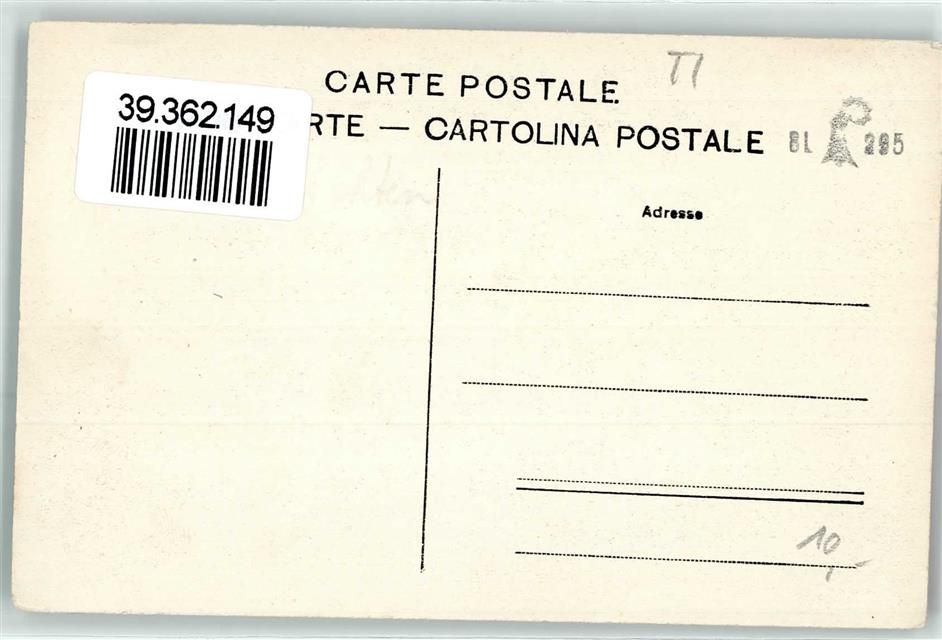 CARTE POSTALE
TI
39.362.149
RTE — CARTOLINA POSTALE
BL 295
Adresse
10,-